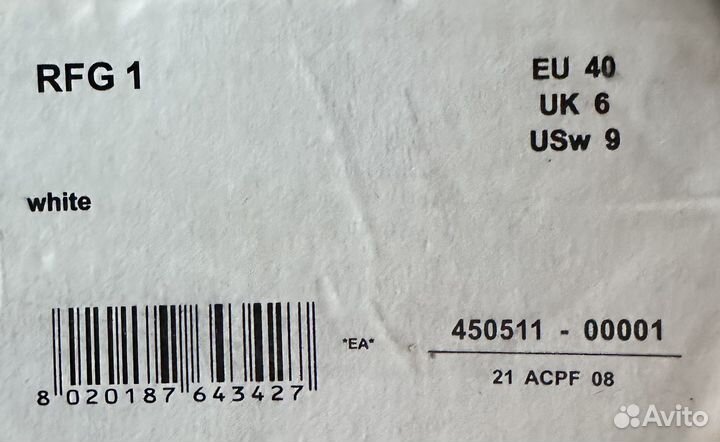 RFG 1
EU 40
UK 6
USw 9
white
*EA*
450511 - 00001
21 ACPF 08
8 020187 643427
Avito